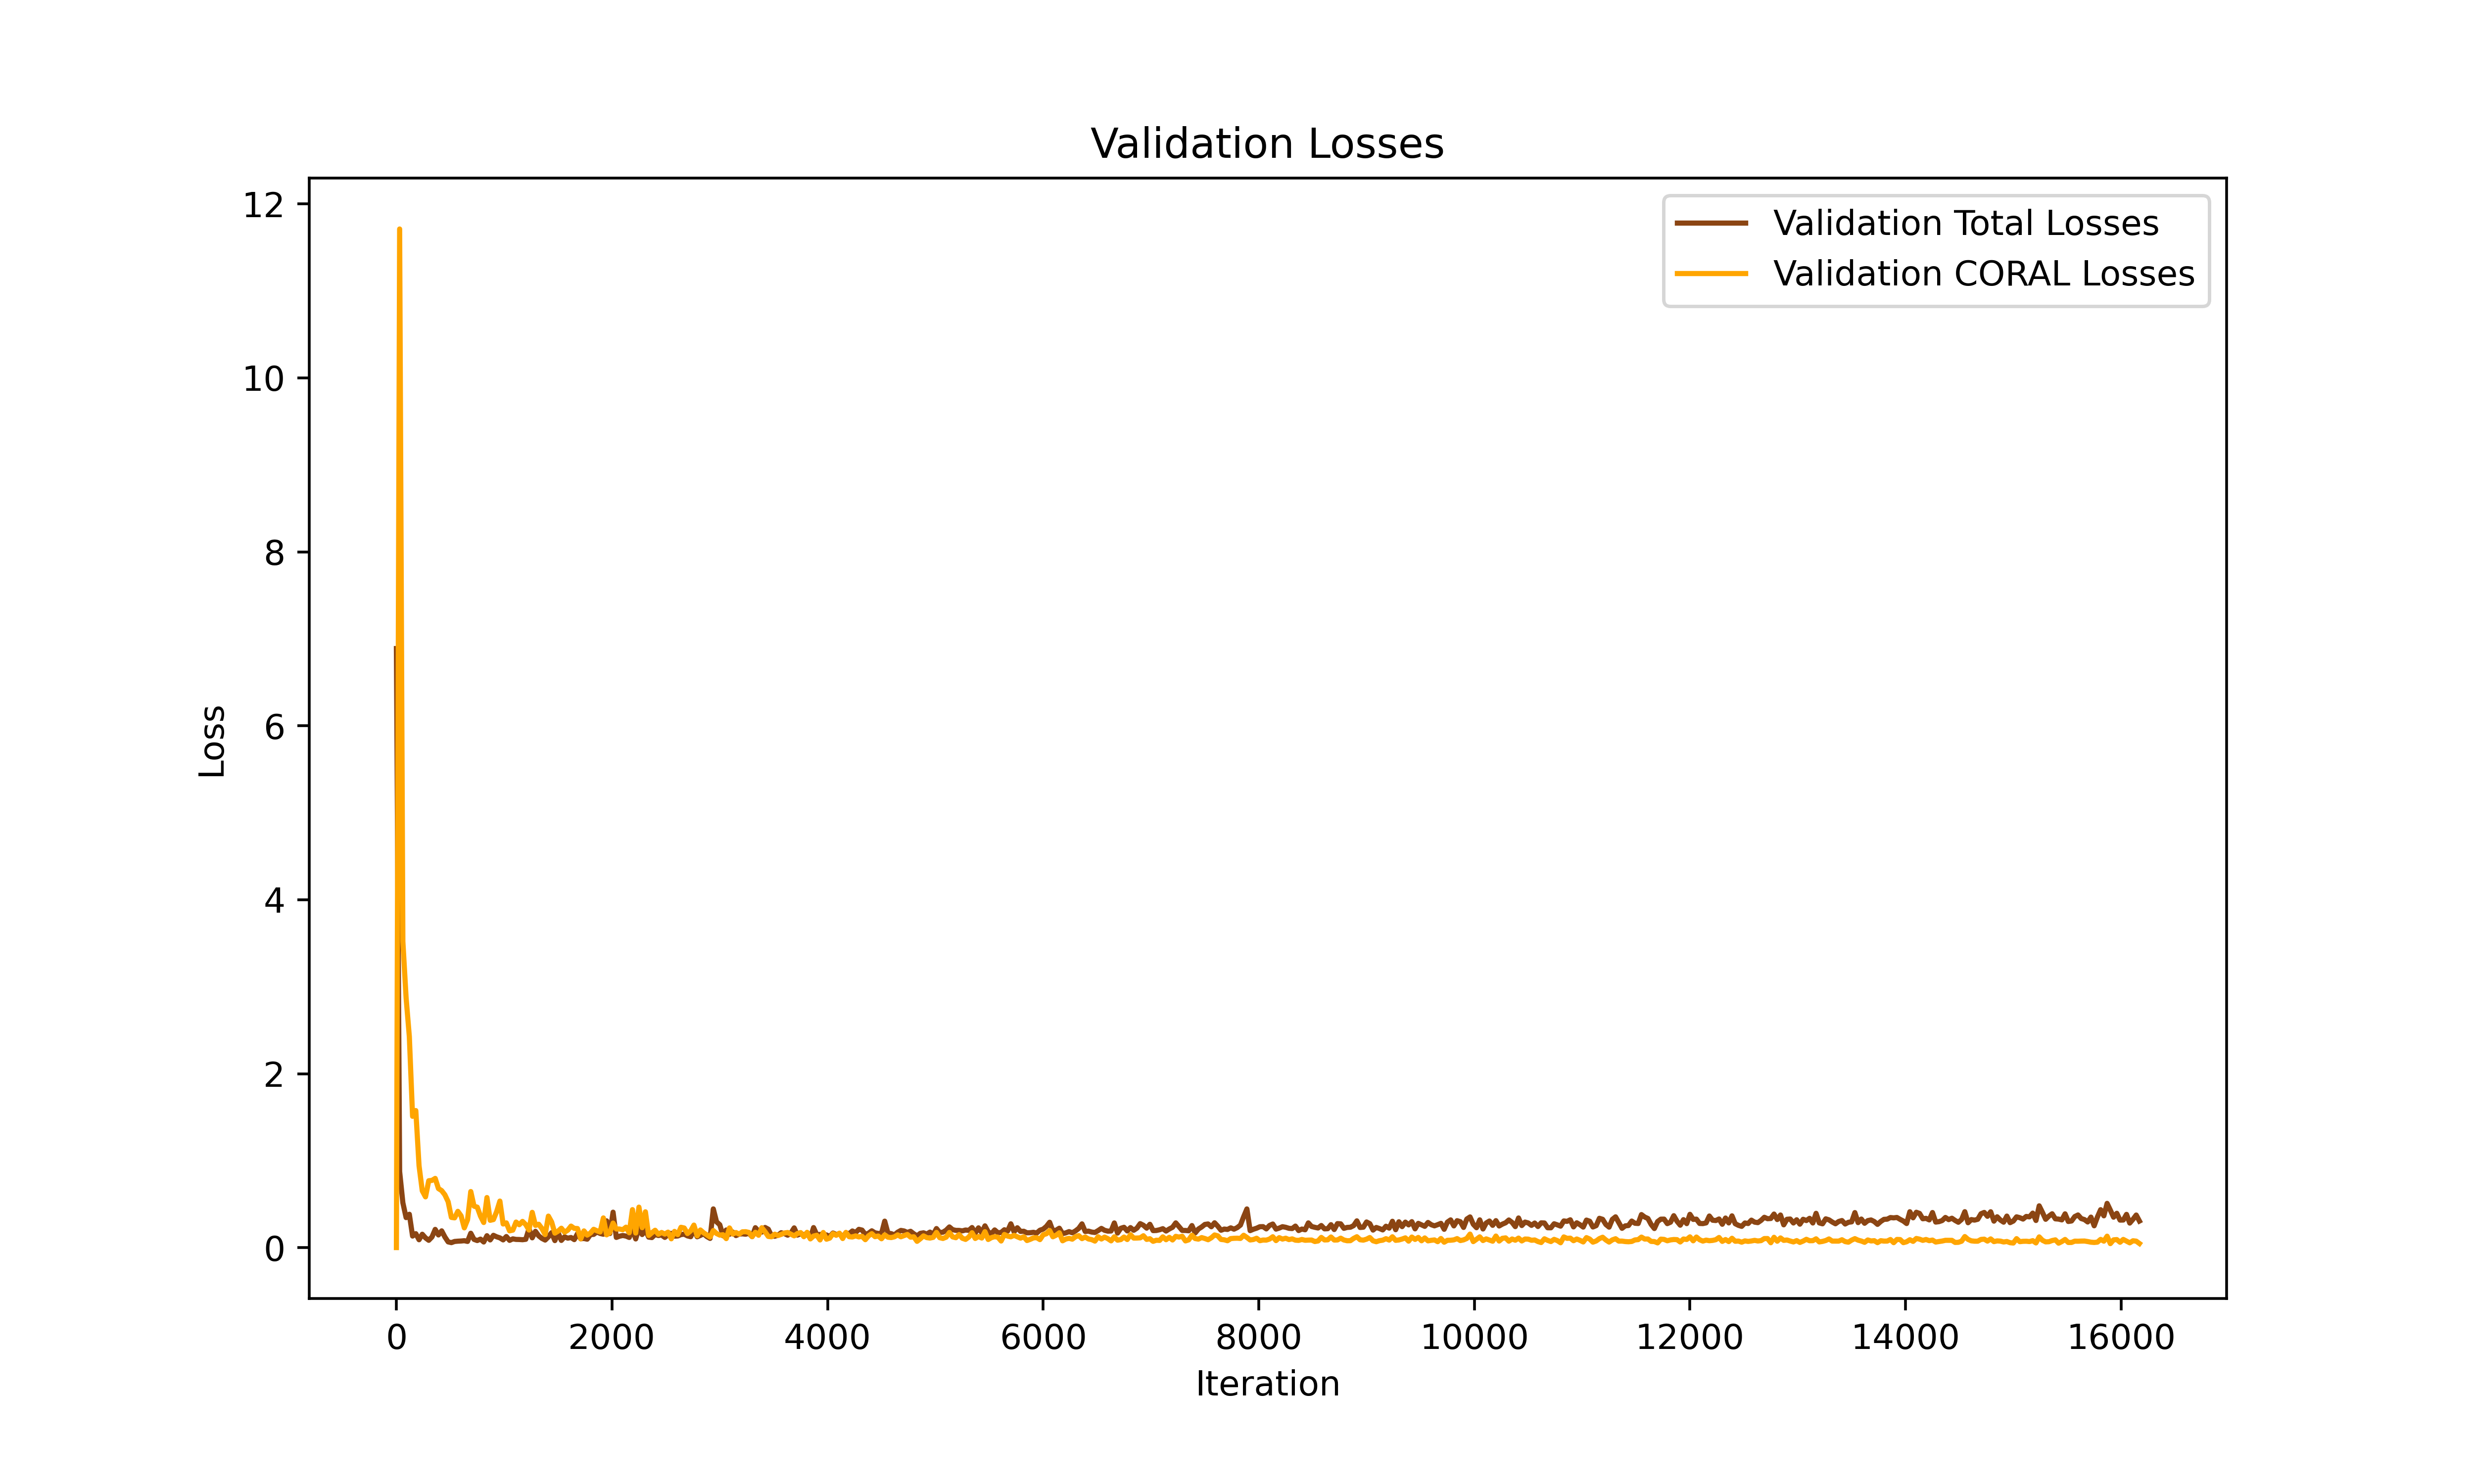 Validation Losses
Validation Total Losses
Validation CORAL Losses
12
10
8
6
4
2
0
Loss
0 2000 4000 6000 8000 10000 12000 14000 16000
Iteration